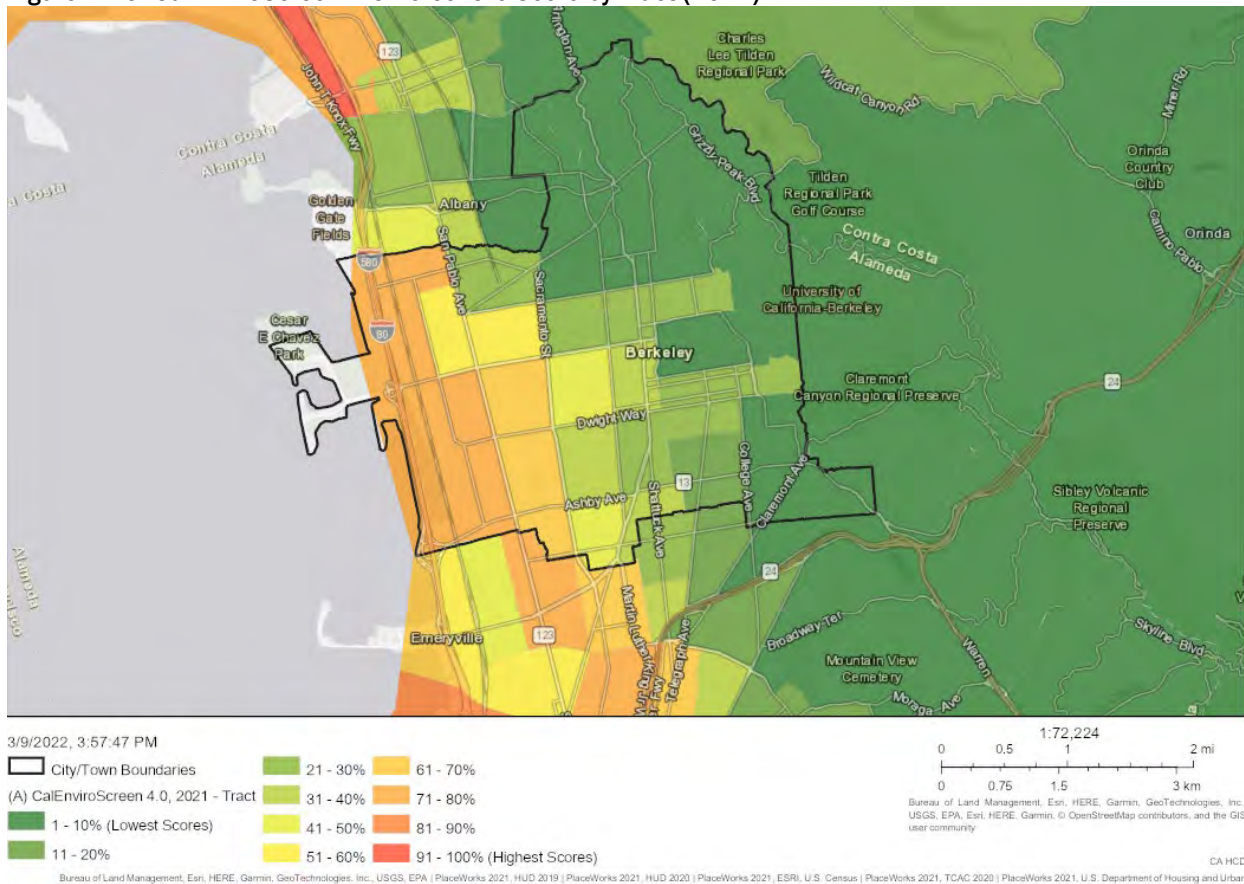 123
rington Ave
Charles
Lee Tilden
Regional Park
Wildcat Canyon Rd
Miner Rd
John T Knox Fwy
Contra Costa
Alameda
a Costa
Grizzly Peak Blvd
Orinda
Country
Club
Tilden
Regional Park
Golf Course
Golden
Gate
Fields
Albany
San Pablo Ave
Camino Pablo
Orinda
Contra Costa
Alameda
580
Sacramento St
University of
California-Berkeley
Cesar
E Chavez
Park
80
Berkeley
Claremont
Canyon Regional Preserve
24
Dwight Way
College Ave
Claremont Ave
Ashby Ave
13
Shattuck Ave
Sibley Volcanic
Regional
Preserve
Alameda
24
Emeryville
123
Telegraph Ave
Broadway Ter
Warren
Skyline Blvd
Mountain View
Cemetery
Moraga Ave
3/9/2022, 3:57:47 PM
City/Town Boundaries
(A) CalEnviroScreen 4.0, 2021 - Tract
1 - 10% (Lowest Scores)
11 - 20%
21 - 30%
31 - 40%
41 - 50%
51 - 60%
61 - 70%
71 - 80%
81 - 90%
91 - 100% (Highest Scores)
1:72,224
0 0.5 1 2 mi
0 0.75 1.5 3 km
Bureau of Land Management, Esri, HERE, Garmin, GeoTechnologies, Inc.
USGS, EPA, Esri, HERE, Garmin, © OpenStreetMap contributors, and the GIS
user community
CA HCD
Bureau of Land Management, Esri, HERE, Garmin, GeoTechnologies, Inc., USGS, EPA | PlaceWorks 2021, HUD 2019 | PlaceWorks 2021, HUD 2020 | PlaceWorks 2021, ESRI, U.S. Census | PlaceWorks 2021, TCAC 2020 | PlaceWorks 2021, U.S. Department of Housing and Urban